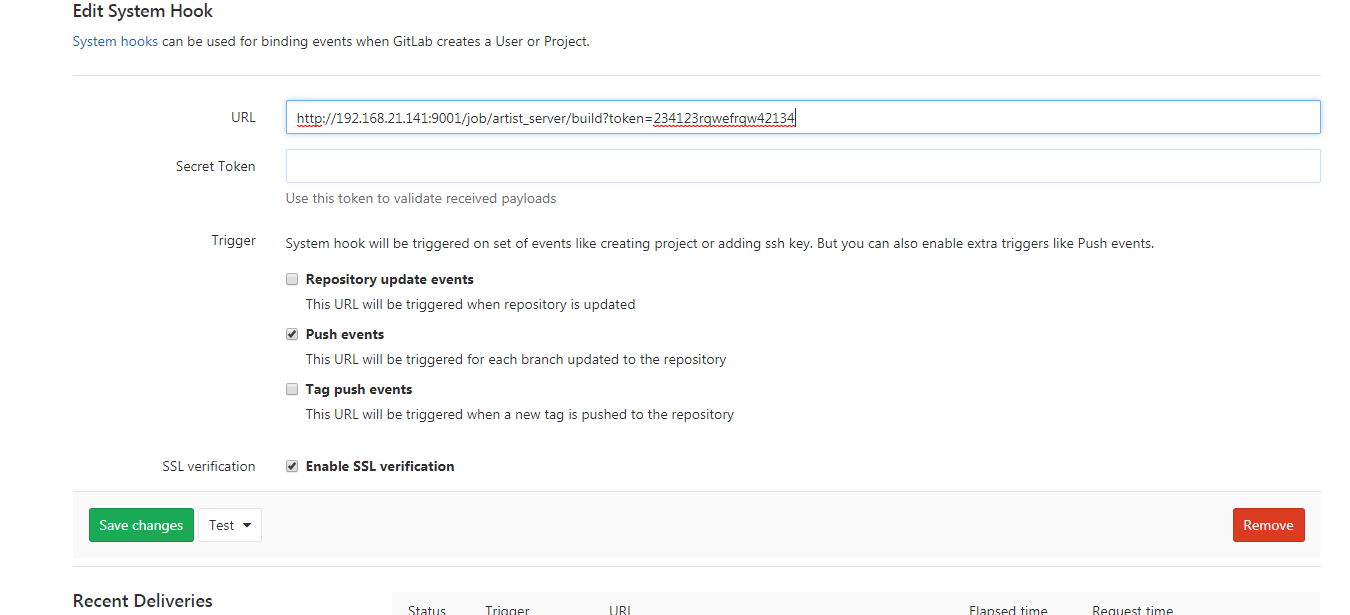 Edit System Hook
System hooks can be used for binding events when GitLab creates a User or Project.
URL
http://192.168.21.141:9001/job/artist_server/build?token=234123rqwefrqw42134
Secret Token
Use this token to validate received payloads
Trigger
System hook will be triggered on set of events like creating project or adding ssh key. But you can also enable extra triggers like Push events.
Repository update events
This URL will be triggered when repository is updated
Push events
This URL will be triggered for each branch updated to the repository
Tag push events
This URL will be triggered when a new tag is pushed to the repository
SSL verification
Enable SSL verification
Save changes
Test
Remove
Recent Deliveries
Status Trigger URL Elapsed time Request time